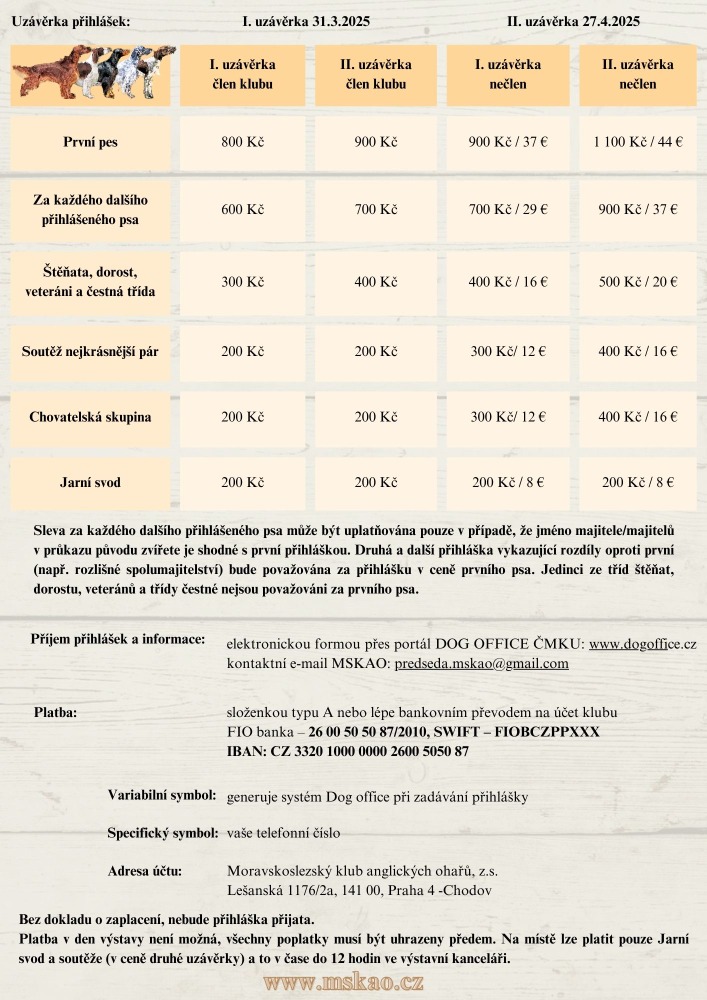 Uzávěrka přihlášek: I. uzávěrka 31.3.2025 II. uzávěrka 27.4.2025
I. uzávěrka člen klubu II. uzávěrka člen klubu I. uzávěrka nečlen II. uzávěrka nečlen
První pes 800 Kč 900 Kč 900 Kč / 37 € 1 100 Kč / 44 €
Za každého dalšího přihlášeného psa 600 Kč 700 Kč 700 Kč / 29 € 900 Kč / 37 €
Štěňata, dorost, veteráni a čestná třída 300 Kč 400 Kč 400 Kč / 16 € 500 Kč / 20 €
Soutěž nejkrásnější pár 200 Kč 200 Kč 300 Kč/ 12 € 400 Kč / 16 €
Chovatelská skupina 200 Kč 200 Kč 300 Kč/ 12 € 400 Kč / 16 €
Jarní svod 200 Kč 200 Kč 200 Kč / 8 € 200 Kč / 8 €
Sleva za každého dalšího přihlášeného psa může být uplatňována pouze v případě, že jméno majitele/majitelů
v průkazu původu zvířete je shodné s první přihláškou. Druhá a další přihláška vykazující rozdíly oproti první
(např. rozlišné spolumajitelství) bude považována za přihlášku v ceně prvního psa. Jedinci ze tříd štěňat,
dorostu, veteránů a třídy čestné nejsou považováni za prvního psa.
Příjem přihlášek a informace: elektronickou formou přes portál DOG OFFICE ČMKU: www.dogoffice.cz
kontaktní e-mail MSKAO: predseda.mskao@gmail.com
Platba: složenkou typu A nebo lépe bankovním převodem na účet klubu
FIO banka – 26 00 50 50 87/2010, SWIFT – FIOBCZPPXXX
IBAN: CZ 3320 1000 0000 2600 5050 87
Variabilní symbol: generuje systém Dog office při zadávání přihlášky
Specifický symbol: vaše telefonní číslo
Adresa účtu: Moravskoslezský klub anglických ohařů, z.s.
Lešanská 1176/2a, 141 00, Praha 4 -Chodov
Bez dokladu o zaplacení, nebude přihláška přijata.
Platba v den výstavy není možná, všechny poplatky musí být uhrazeny předem. Na místě lze platit pouze Jarní
svod a soutěže (v ceně druhé uzávěrky) a to v čase do 12 hodin ve výstavní kanceláři.
www.mskao.cz